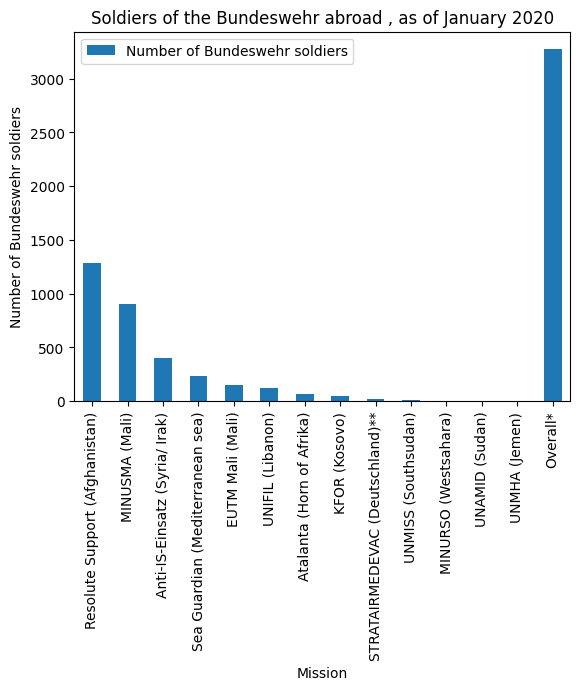 Soldiers of the Bundeswehr abroad , as of January 2020
Number of Bundeswehr soldiers
Number of Bundeswehr soldiers
3000
2500
2000
1500
1000
500
0
Resolute Support (Afghanistan)
MINUSMA (Mali)
Anti-IS-Einsatz (Syria/ Irak)
Sea Guardian (Mediterranean sea)
EUTM Mali (Mali)
UNIFIL (Libanon)
Atalanta (Horn of Afrika)
KFOR (Kosovo)
STRATAIRMEDEVAC (Deutschland)**
UNMISS (Southsudan)
MINURSO (Westsahara)
UNAMID (Sudan)
UNMHA (Jemen)
Overall*
Mission